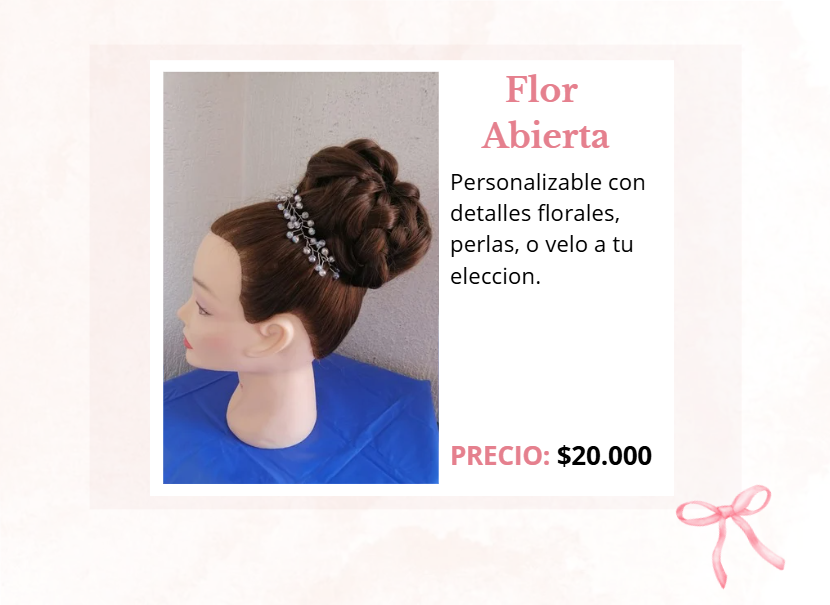 Flor
Abierta
Personalizable con
detalles florales,
perlas, o velo a tu
eleccion.
PRECIO: $20.000